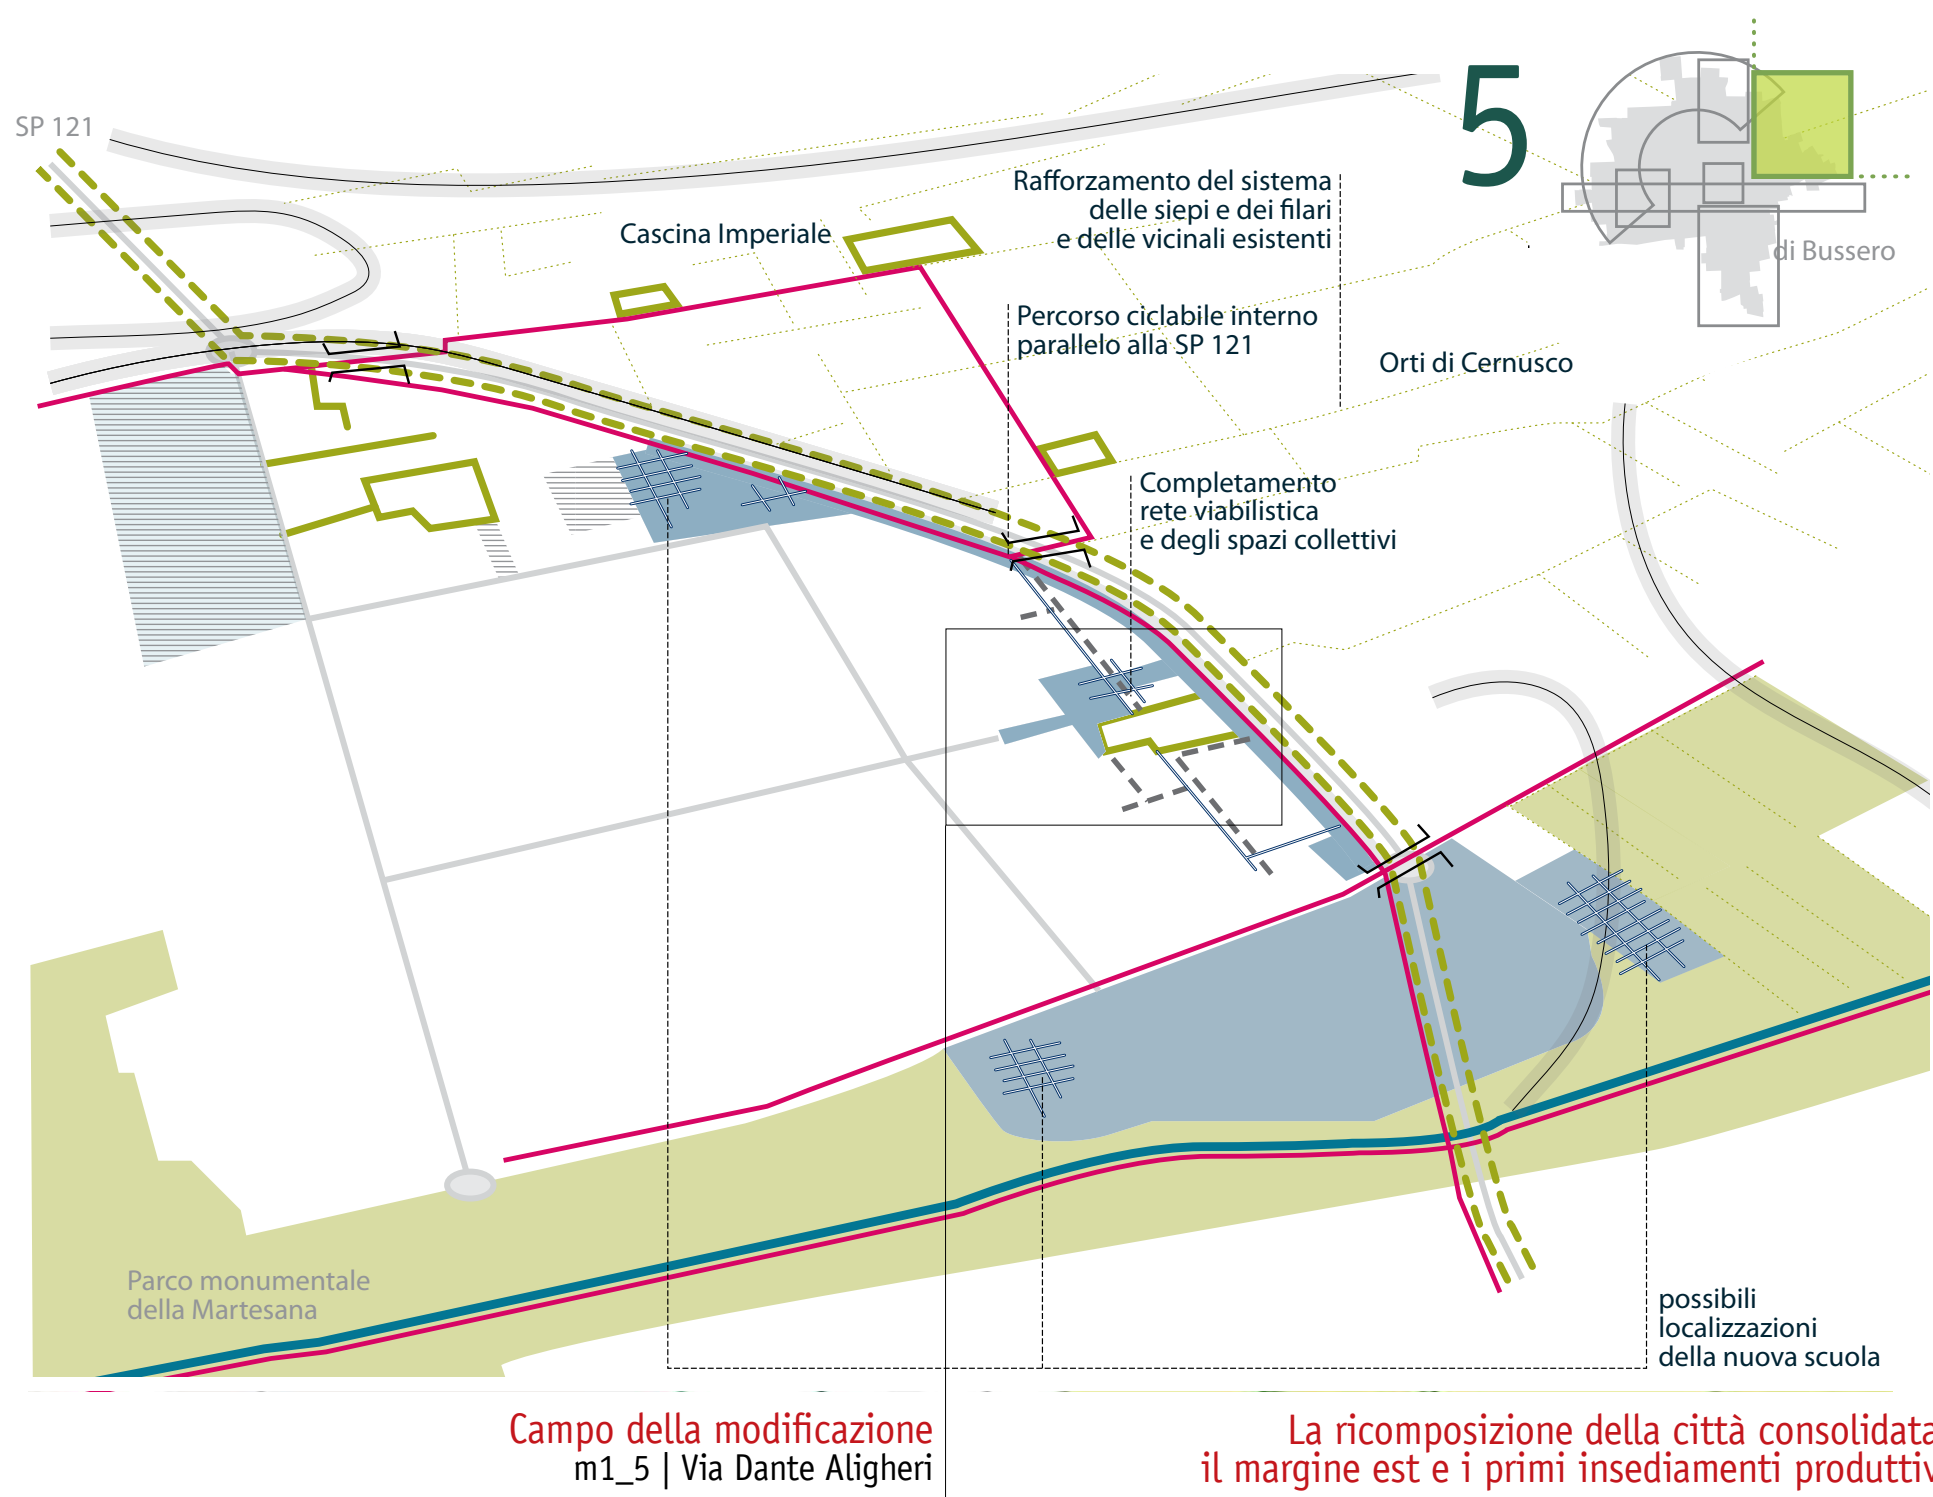 SP 121
5
Rafforzamento del sistema
delle siepi e dei filari
e delle vicinali esistenti
Cascina Imperiale
di Bussero
Percorso ciclabile interno
parallelo alla SP 121
Orti di Cernusco
Completamento
rete viabilistica
e degli spazi collettivi
Parco monumentale
della Martesana
possibili
localizzazioni
della nuova scuola
Campo della modificazione
m1_5 | Via Dante Aligheri
La ricomposizione della città consolidata
il margine est e i primi insediamenti produttiv